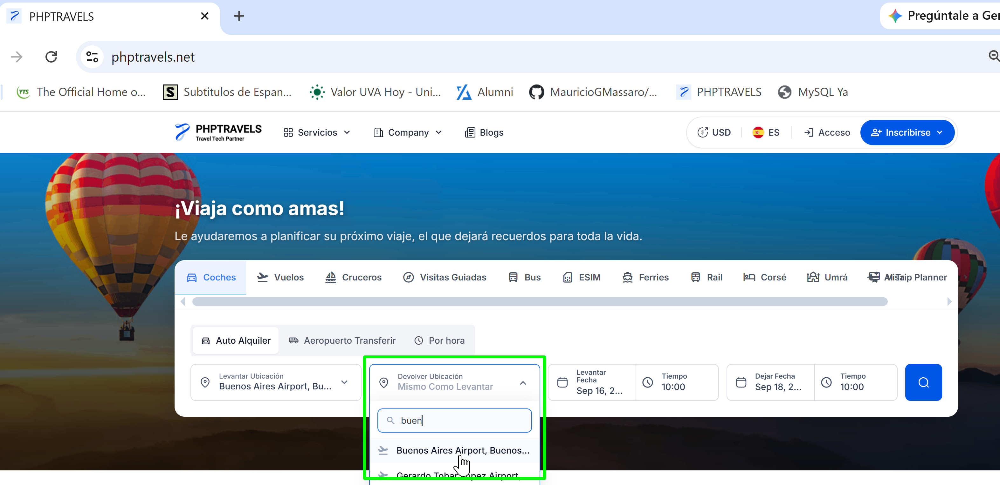 PHPTRAVELS
Pregúntale a Ge
phptravels.net
YTS The Official Home o...
S Subtitulos de Espan...
Valor UVA Hoy - Uni...
Alumni
MauricioGMassaro/...
PHPTRAVELS
MySQL Ya
PHPTRAVELS
Travel Tech Partner
Servicios
Company
Blogs
USD
ES
Acceso
Inscribirse
¡Viaja como amas!
Le ayudaremos a planificar su próximo viaje, el que dejará recuerdos para toda la vida.
Coches
Vuelos
Cruceros
Visitas Guiadas
Bus
ESIM
Ferries
Rail
Corsé
Umrá
Trip Planner
Auto Alquiler
Aeropuerto Transferir
Por hora
Levantar Ubicación
Buenos Aires Airport, Bu...
Devolver Ubicación
Mismo Como Levantar
Levantar
Fecha
Sep 16, 2...
Tiempo
10:00
Dejar Fecha
Sep 18, 2...
Tiempo
10:00
buen
Buenos Aires Airport, Buenos...
Gerardo Tobar Lopez Airport,